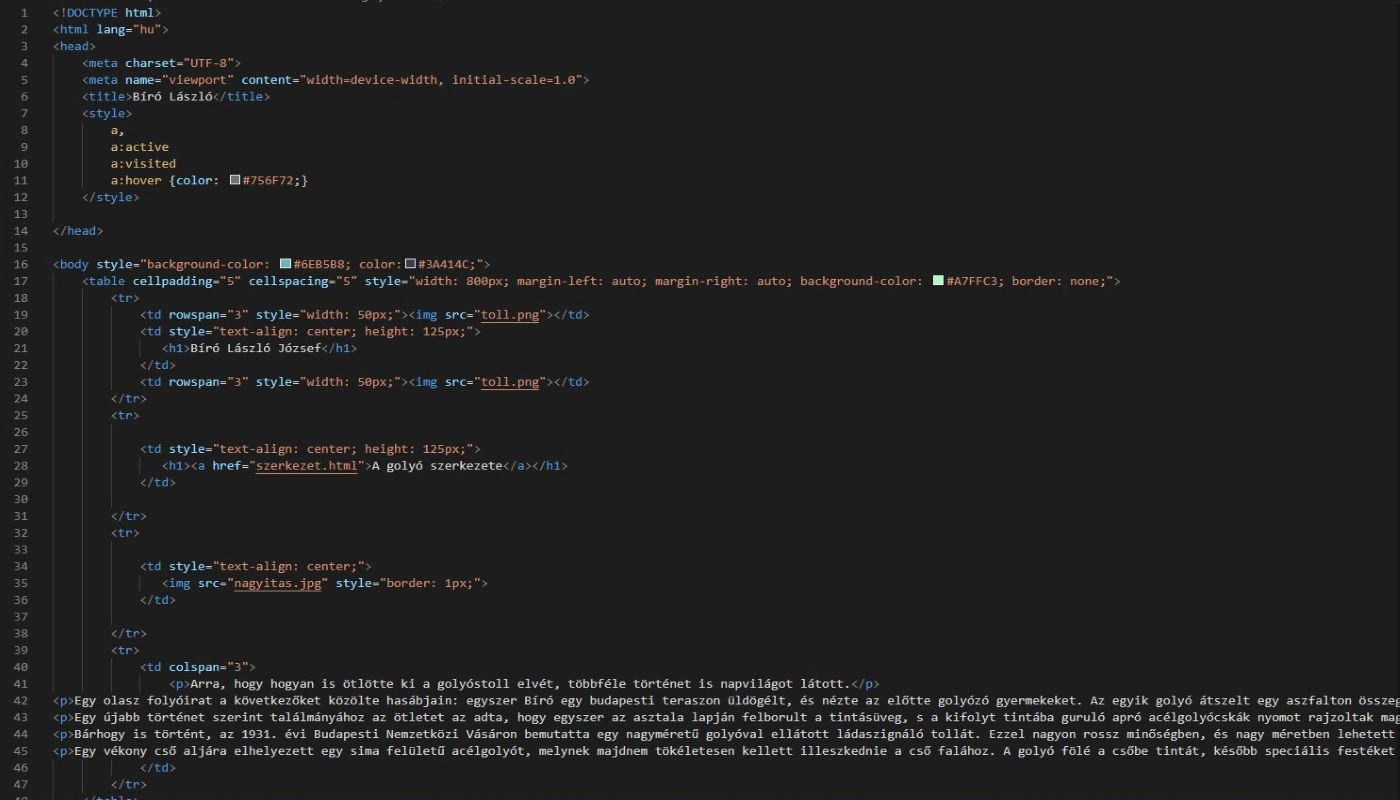 1 <!DOCTYPE html>
2 <html lang="hu">
3 <head>
4 <meta charset="UTF-8">
5 <meta name="viewport" content="width=device-width, initial-scale=1.0">
6 <title>Bíró László</title>
7 <style>
8 a,
9 a:active
10 a:visited
11 a:hover {color: #756F72;}
12 </style>
13
14 </head>
15
16 <body style="background-color: #6EB5B8; color: #3A414C;">
17 <table cellpadding="5" cellspacing="5" style="width: 800px; margin-left: auto; margin-right: auto; background-color: #A7FFC3; border: none;">
18 <tr>
19 <td rowspan="3" style="width: 50px;"><img src="toll.png"></td>
20 <td style="text-align: center; height: 125px;">
21 <h1>Bíró László József</h1>
22 </td>
23 <td rowspan="3" style="width: 50px;"><img src="toll.png"></td>
24 </tr>
25 <tr>
26
27 <td style="text-align: center; height: 125px;">
28 <h1><a href="szerkezet.html">A golyó szerkezete</a></h1>
29 </td>
30
31 </tr>
32 <tr>
33
34 <td style="text-align: center;">
35 <img src="nagyitas.jpg" style="border: 1px;">
36 </td>
37
38 </tr>
39 <tr>
40 <td colspan="3">
41 <p>Arra, hogy hogyan is ötlötte ki a golyóstoll elvét, többféle történet is napvilágot látott.</p>
42 <p>Egy olasz folyóirat a következőket közölte hasábjain: egyszer Bíró egy budapesti teraszon üldögélt, és nézte az előtte golyózó gyermekeket. Az egyik golyó átszelt egy aszfalton összeg
43 <p>Egy újabb történet szerint találmányához az ötletet az adta, hogy egyszer az asztala lapján felborult a tintásüveg, s a kifolyt tintába guruló apró acélgolyócskák nyomot rajzoltak mag
44 <p>Bárhogy is történt, az 1931. évi Budapesti Nemzetközi Vásáron bemutatta egy nagyméretű golyóval ellátott ládaszignáló tollát. Ezzel nagyon rossz minőségben, és nagy méretben lehetett
45 <p>Egy vékony cső aljára elhelyezett egy sima felületű acélgolyót, melynek majdnem tökéletesen kellett illeszkednie a cső falához. A golyó fölé a csőbe tintát, később speciális festéket
46 </td>
47 </tr>